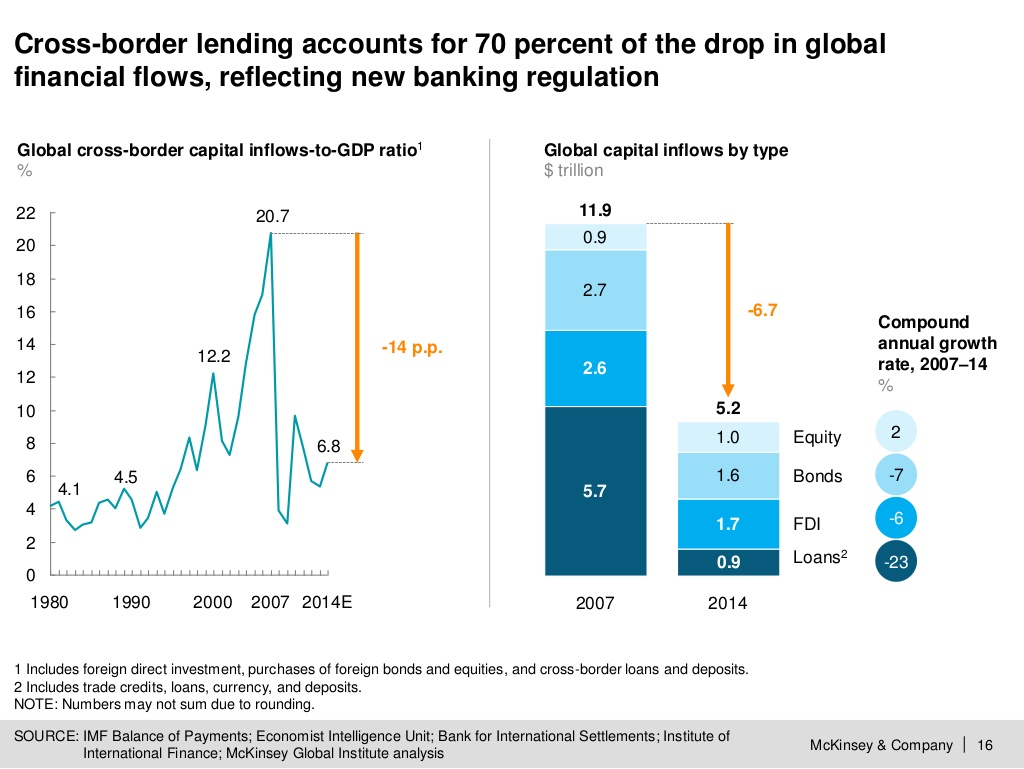 Cross-border lending accounts for 70 percent of the drop in global
financial flows, reflecting new banking regulation
Global cross-border capital inflows-to-GDP ratio¹
%
22
20
18
16
14
12
10
8
6
4
2
0
4.1
4.5
12.2
20.7
6.8
-14 p.p.
1980 1990 2000 2007 2014E
Global capital inflows by type
$ trillion
11.9
0.9
2.7
2.6
5.7
-6.7
5.2
1.0
1.6
1.7
0.9
2007 2014
Compound
annual growth
rate, 2007–14
%
Equity 2
Bonds -7
FDI -6
Loans² -23
1 Includes foreign direct investment, purchases of foreign bonds and equities, and cross-border loans and deposits.
2 Includes trade credits, loans, currency, and deposits.
NOTE: Numbers may not sum due to rounding.
SOURCE: IMF Balance of Payments; Economist Intelligence Unit; Bank for International Settlements; Institute of
International Finance; McKinsey Global Institute analysis
McKinsey & Company | 16